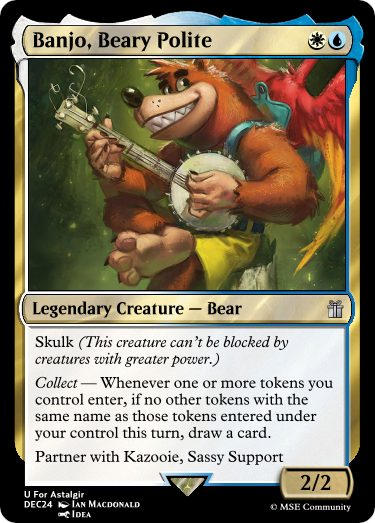 Banjo, Beary Polite
Legendary Creature — Bear
Skulk (This creature can't be blocked by
creatures with greater power.)
Collect — Whenever one or more tokens you
control enter, if no other tokens with the
same name as those tokens entered under
your control this turn, draw a card.
Partner with Kazooie, Sassy Support
2/2
U For Astalgir
DEC24 Ian Macdonald
Idea
© MSE Community